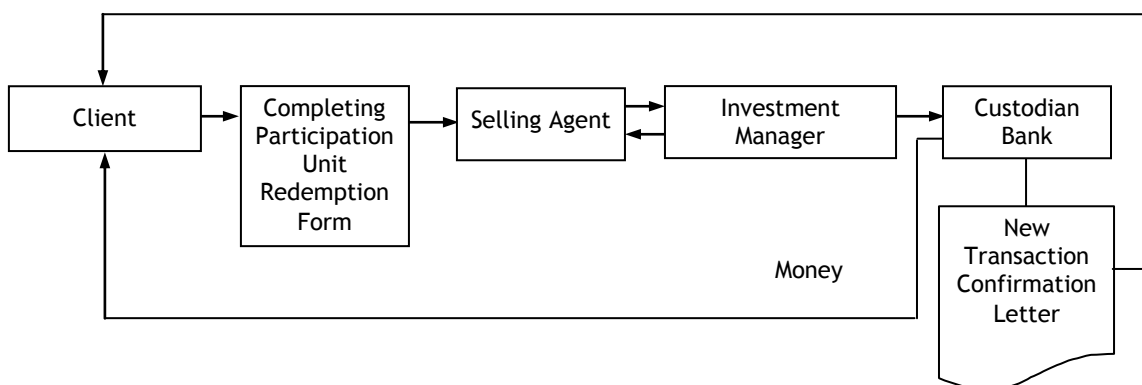 Client
Completing
Participation
Unit
Redemption
Form
Selling Agent
Investment
Manager
Custodian
Bank
New
Transaction
Confirmation
Letter
Money